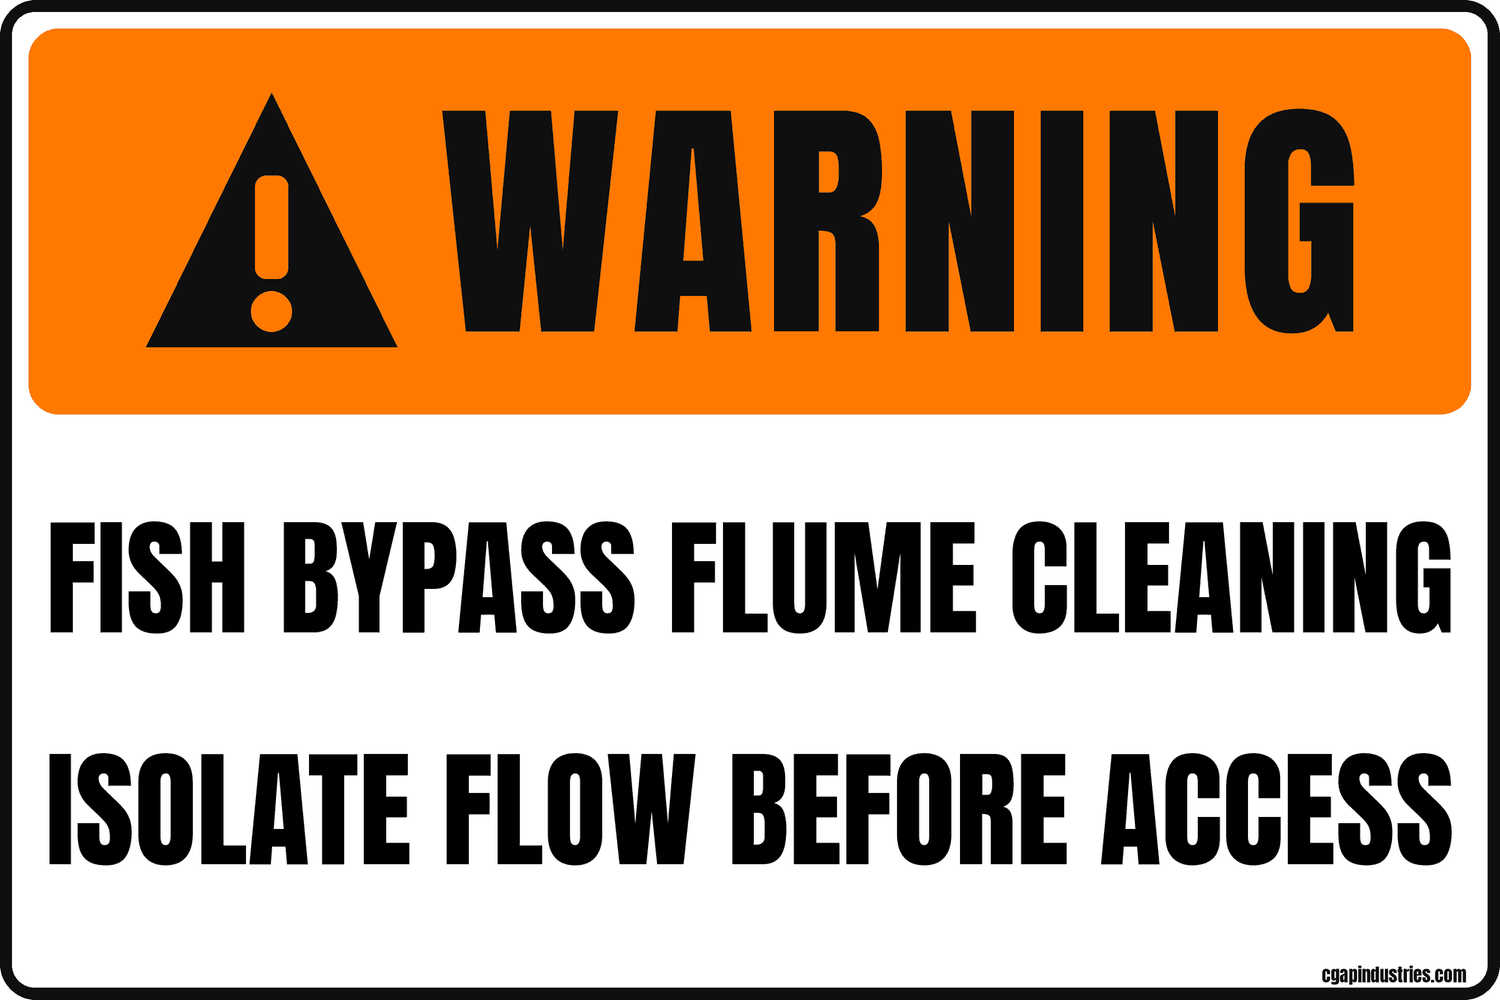 WARNING
FISH BYPASS FLUME CLEANING
ISOLATE FLOW BEFORE ACCESS
cgapindustries.com